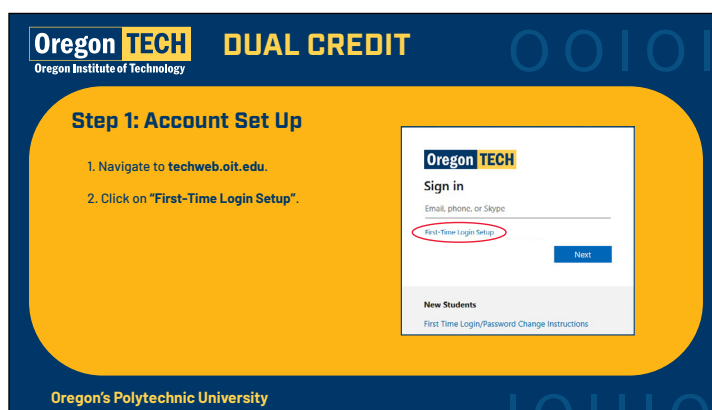 Oregon TECH
Oregon Institute of Technology
DUAL CREDIT
OOIOI
Step 1: Account Set Up
1. Navigate to techweb.oit.edu.
2. Click on “First-Time Login Setup”.
Oregon TECH
Sign in
Email, phone, or Skype
First-Time Login Setup
Next
New Students
First Time Login/Password Change Instructions
Oregon’s Polytechnic University